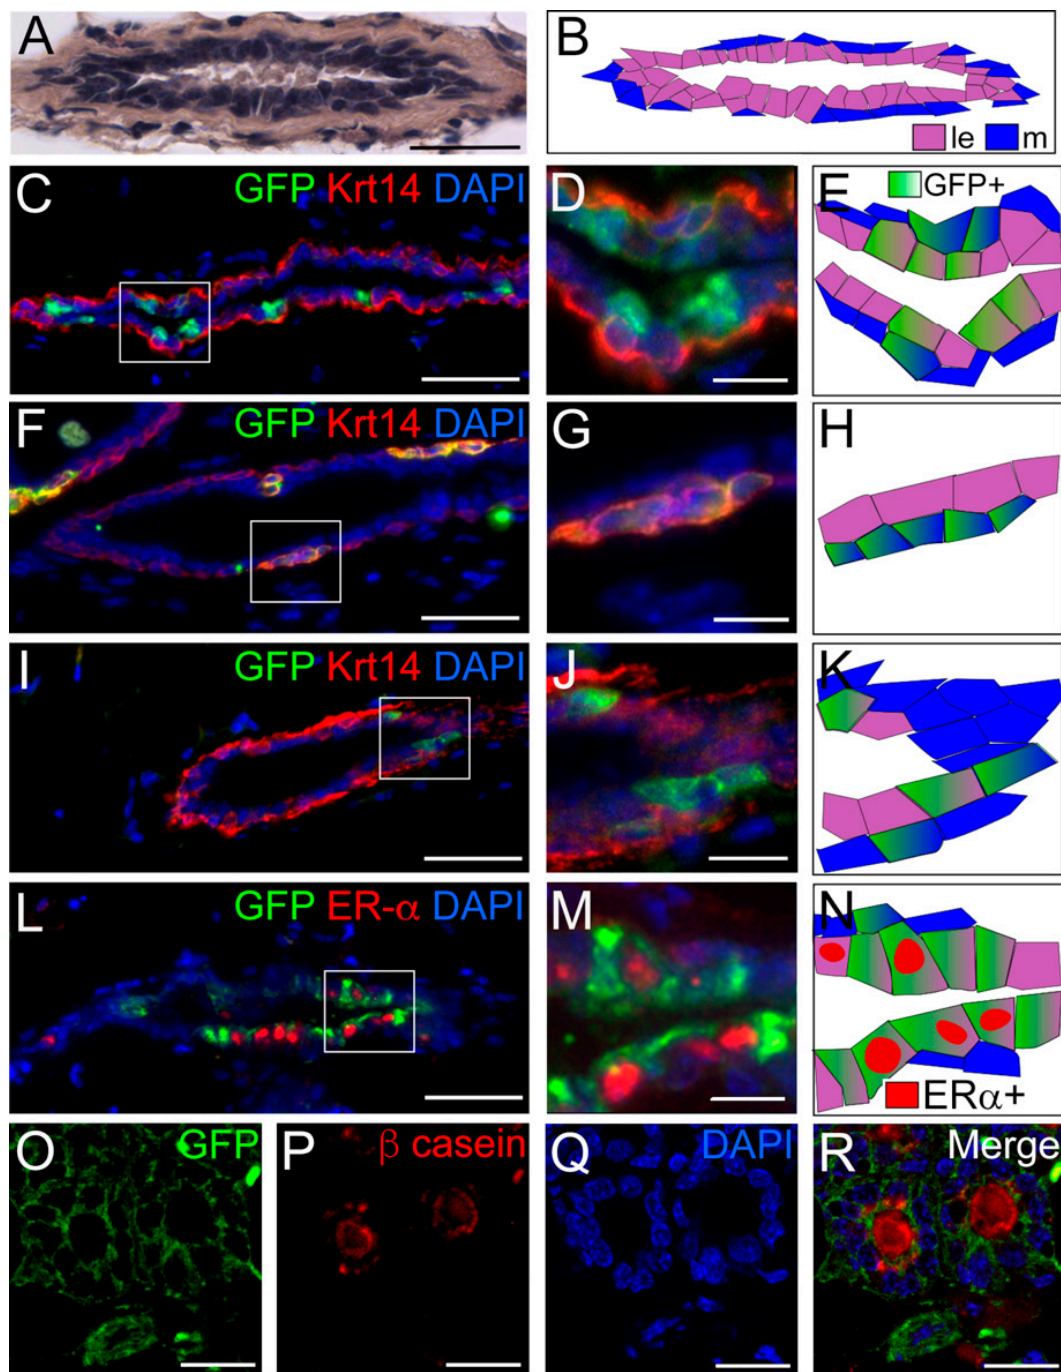 A
B
le m
C GFP Krt14 DAPI
D
E GFP+
F GFP Krt14 DAPI
G
H
I GFP Krt14 DAPI
J
K
L GFP ER-α DAPI
M
N
ERα+
O GFP
P β casein
Q DAPI
R Merge